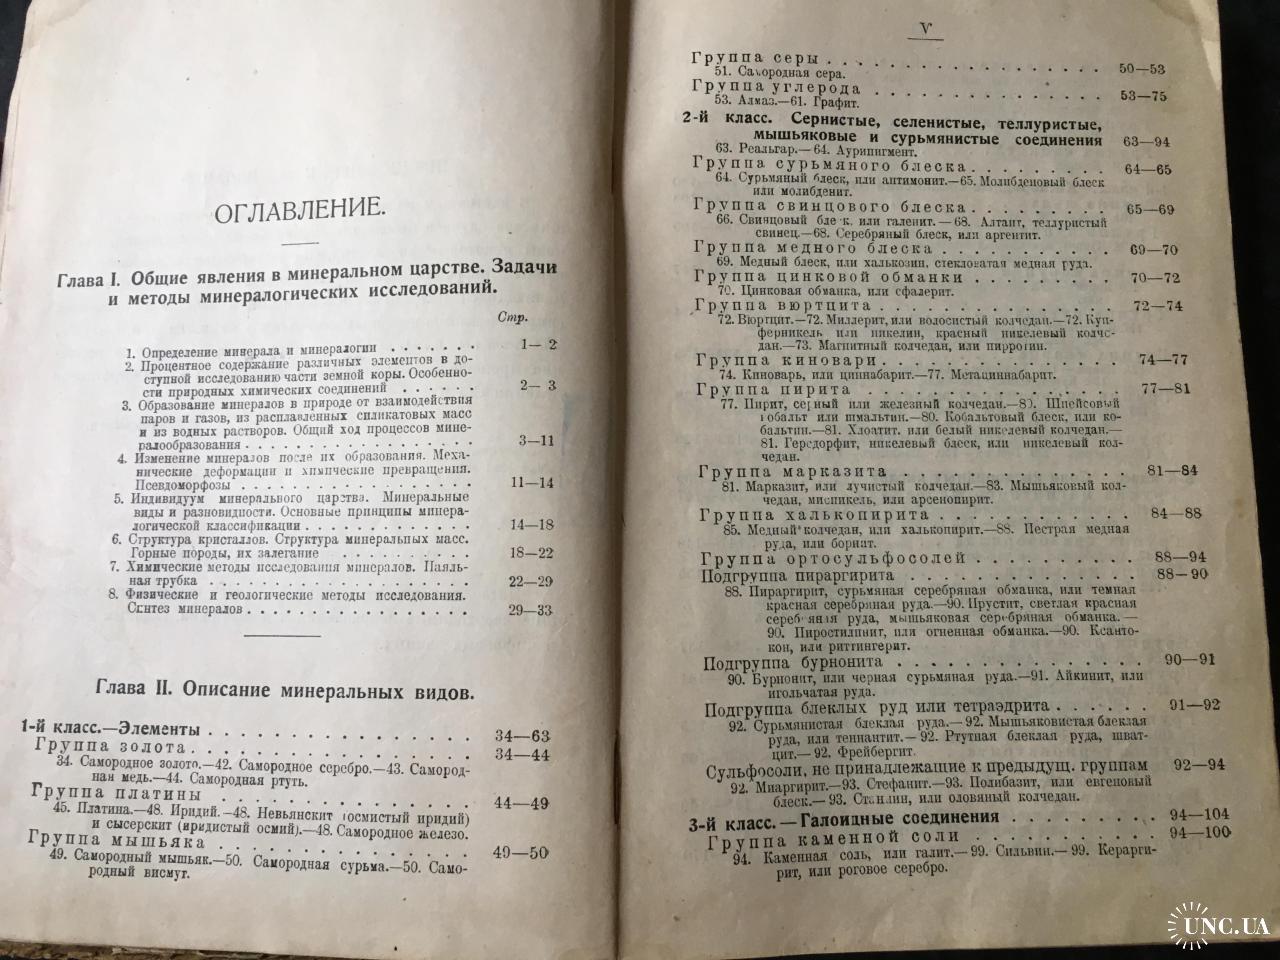 ОГЛАВЛЕНИЕ.
Глава I. Общие явления в минеральном царстве. Задачи
и методы минералогических исследований.
Стр.
1. Определение минерала и минералогии . . . . . . . 1— 2
2. Процентное содержание различных элементов в до-
ступной исследованию части земной коры. Особенно-
сти природных химических соединений . . . . . . 2— 3
3. Образование минералов в природе от взаимодействия
паров и газов, из расплавленных силикатовых масс
и из водных растворов. Общий ход процессов мине-
ралообразования . . . . . . . . . . . . . . . . 3—11
4. Изменение минералов после их образования. Меха-
нические деформации и химические превращения.
Псевдоморфозы . . . . . . . . . . . . . . . . 11—14
5. Индивидуум минерального царства. Минеральные
виды и разновидности. Основные принципы минера-
логической классификации . . . . . . . . . . . . 14—18
6. Структура кристаллов. Структура минеральных масс.
Горные породы, их залегание . . . . . . . . . . 18—22
7. Химические методы исследования минералов. Паяль-
ная трубка . . . . . . . . . . . . . . . . . . 22—29
8. Физические и геологические методы исследования.
Синтез минералов . . . . . . . . . . . . . . . 29—33
Глава II. Описание минеральных видов.
1-й класс.—Элементы . . . . . . . . . . . . . . . 34—63
Группа золота . . . . . . . . . . . . . . . . 34—44
34. Самородное золото.—42. Самородное серебро.—43. Самород-
ная медь.—44. Самородная ртуть.
Группа платины . . . . . . . . . . . . . . . 44—49
45. Платина.—48. Иридий.—48. Невьянскит (осмистый иридий)
и сысерскит (иридистый осмий).—48. Самородное железо.
Группа мышьяка . . . . . . . . . . . . . . . 49—50
49. Самородный мышьяк.—50. Самородная сурьма.—50. Само-
родный висмут.
V
Группа серы . . . . . . . . . . . . . . . . . 50—53
51. Самородная сера.
Группа углерода . . . . . . . . . . . . . . . 53—75
53. Алмаз.—61. Графит.
2-й класс. Сернистые, селенистые, теллуристые,
мышьяковые и сурьмянистые соединения 63—94
63. Реальгар.—64. Аурипигмент.
Группа сурьмяного блеска . . . . . . . . . 64—65
64. Сурьмяный блеск, или антимонит.—65. Молибденовый блеск
или молибденит.
Группа свинцового блеска . . . . . . . . . 65—69
66. Свинцовый блеск, или галенит.—68. Алтаит, теллуристый
свинец.—68. Серебряный блеск, или аргентит.
Группа медного блеска . . . . . . . . . . . 69—70
69. Медный блеск, или халькозин, стекловатая медная руда.
Группа цинковой обманки . . . . . . . . . 70—72
70. Цинковая обманка, или сфалерит.
Группа вюртцита . . . . . . . . . . . . . . 72—74
72. Вюртцит.—72. Миллерит, или волосистый колчедан.—72. Куп-
ферникель или никелин, красный никелевый колче-
дан.—73. Магнитный колчедан, или пирротин.
Группа киновари . . . . . . . . . . . . . . 74—77
74. Киноварь, или циннабарит.—77. Метациннабарит.
Группа пирита . . . . . . . . . . . . . . . 77—81
77. Пирит, серный или железный колчедан.—80. Шпейсовый
кобальт или шмальтин.—80. Кобальтовый блеск, или ко-
бальтин.—81. Хлоатит, или белый никелевый колчедан.—
81. Герсдорфит, никелевый блеск, или никелевый кол-
чедан.
Группа марказита . . . . . . . . . . . . . . 81—84
81. Марказит, или лучистый колчедан.—83. Мышьяковый кол-
чедан, миспикель, или арсенопирит.
Группа халькопирита . . . . . . . . . . . . 84—88
85. Медный колчедан, или халькопирит.—88. Пестрая медная
руда, или борнит.
Группа ортосульфосолей . . . . . . . . . . 88—94
Подгруппа пираргирита . . . . . . . . . . . . . 88—90
88. Пираргирит, сурьмяная серебряная обманка, или темная
красная серебряная руда.—90. Прустит, светлая красная
серебряная руда, мышьяковая серебряная обманка.—
90. Пиростилпнит, или огненная обманка.—90. Ксанто-
кон, или риттингерит.
Подгруппа бурнонита . . . . . . . . . . . . . . 90—91
90. Бурнонит, или черная сурьмяная руда.—91. Айкинит, или
игольчатая руда.
Подгруппа блеклых руд или тетраэдрита . . . . . . 91—92
92. Сурьмянистая блеклая руда.—92. Мышьяковистая блеклая
руда, или теннантит.—92. Ртутная блеклая руда, шват-
цит.—92. Фрейбергит.
Сульфосоли, не принадлежащие к предыдущ. группам 92—94
92. Миаргирит.—93. Стефанит.—93. Полибазит, или евгеновый
блеск.—93. Станнин, или оловяный колчедан.
3-й класс.—Галоидные соединения . . . . . . . . . 94—104
Группа каменной соли . . . . . . . . . . . 94—100
94. Каменная соль, или галит.—99. Сильвин.—99. Керарги-
рит, или роговое серебро.
UNC.UA